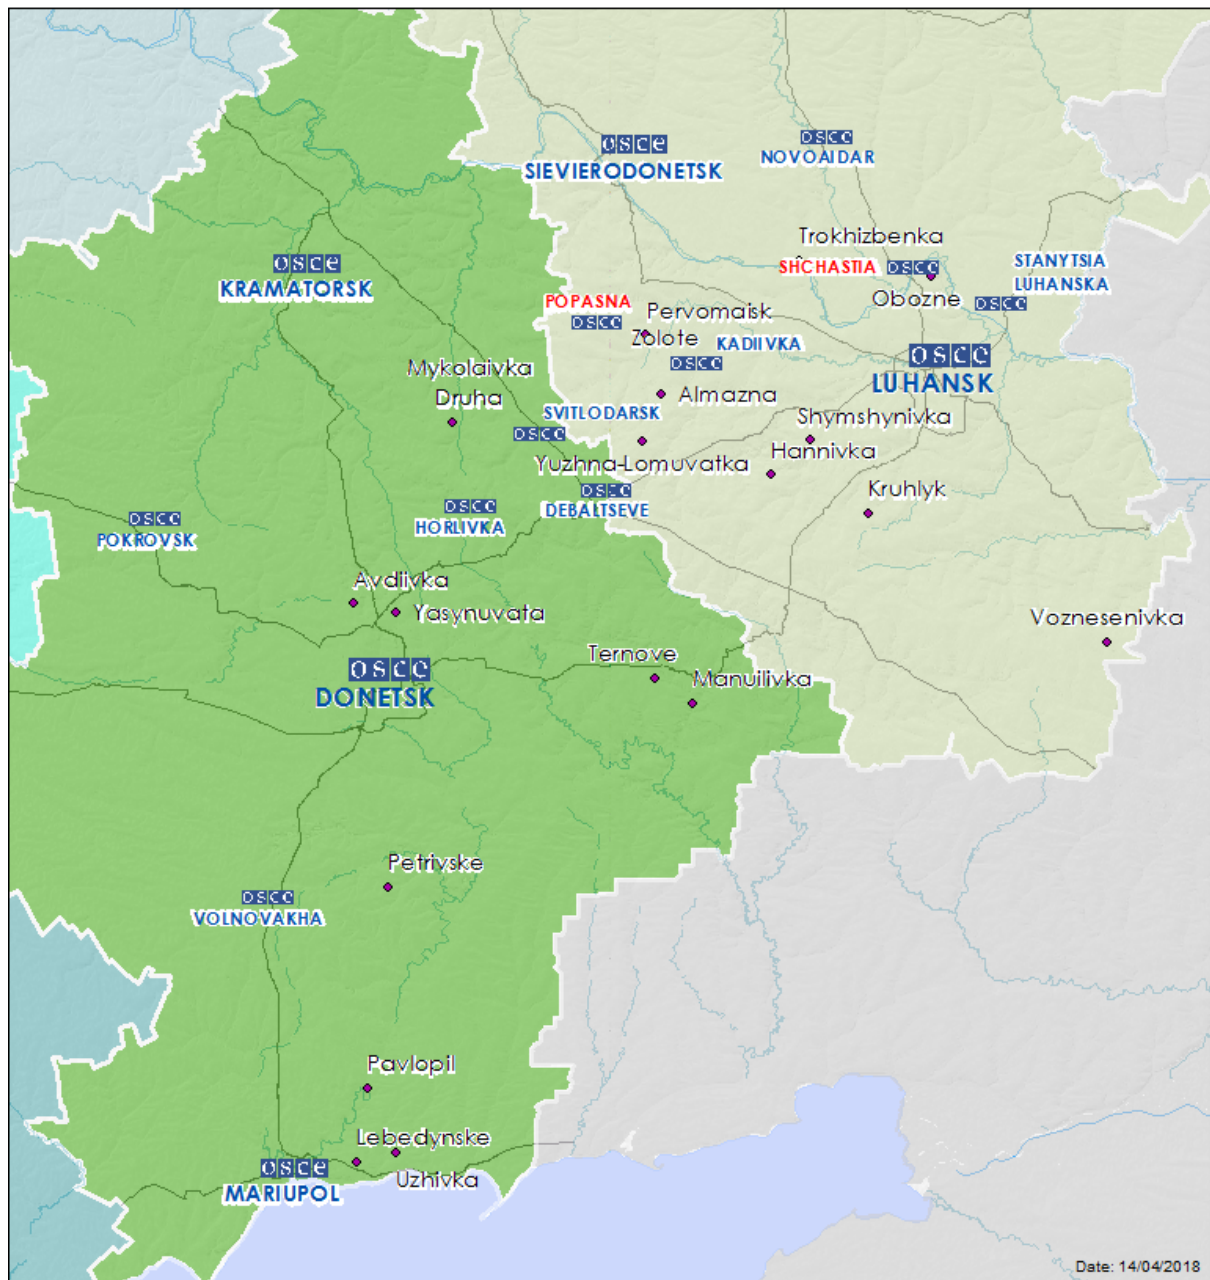 osce
SIEVIERODONETSK
osce
NOVOAIDAR
Trokhizbenka
SHCHASTIA
osce
Obozne
STANYTSIA
LUHANSKA
osce
osce
KRAMATORSK
POPASNA
osce
Pervomaisk
Zolote
KADIIVKA
osce
osce
LUHANSK
Mykolaivka
Druha
Almazna
SVITLODARSK
osce
Shymshynivka
Yuzhna-Lomuvatka
Hannivka
Kruhlyk
osce
DEBALTSEVE
osce
HORLIVKA
osce
POKROVSK
Avdiivka
Yasynuvata
Voznesenivka
Ternove
Manuilivka
osce
DONETSK
Petrivske
osce
VOLNOVAKHA
Pavlopil
Lebedynske
Uzhivka
osce
MARIUPOL
Date: 14/04/2018